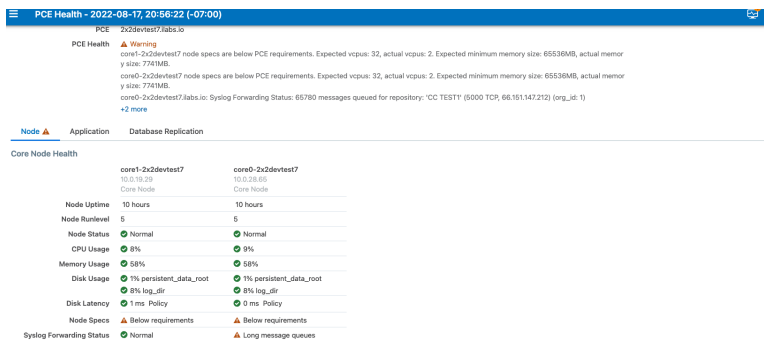 PCE Health - 2022-08-17, 20:56:22 (-07:00)
PCE 2x2devtest7.ilabs.io
PCE Health Warning
core1-2x2devtest7 node specs are below PCE requirements. Expected vcpus: 32, actual vcpus: 2. Expected minimum memory size: 65536MB, actual memor
y size: 7741MB.
core0-2x2devtest7 node specs are below PCE requirements. Expected vcpus: 32, actual vcpus: 2. Expected minimum memory size: 65536MB, actual memor
y size: 7741MB.
core0-2x2devtest7.ilabs.io: Syslog Forwarding Status: 65780 messages queued for repository: 'CC TEST1' (5000 TCP, 66.151.147.212) (org_id: 1)
+2 more
Node Application Database Replication
Core Node Health
core1-2x2devtest7 core0-2x2devtest7
10.0.19.29 10.0.28.65
Core Node Core Node
Node Uptime 10 hours 10 hours
Node Runlevel 5 5
Node Status Normal Normal
CPU Usage 8% 9%
Memory Usage 58% 58%
Disk Usage 1% persistent_data_root 1% persistent_data_root
8% log_dir 8% log_dir
Disk Latency 1 ms Policy 0 ms Policy
Node Specs Below requirements Below requirements
Syslog Forwarding Status Normal Long message queues